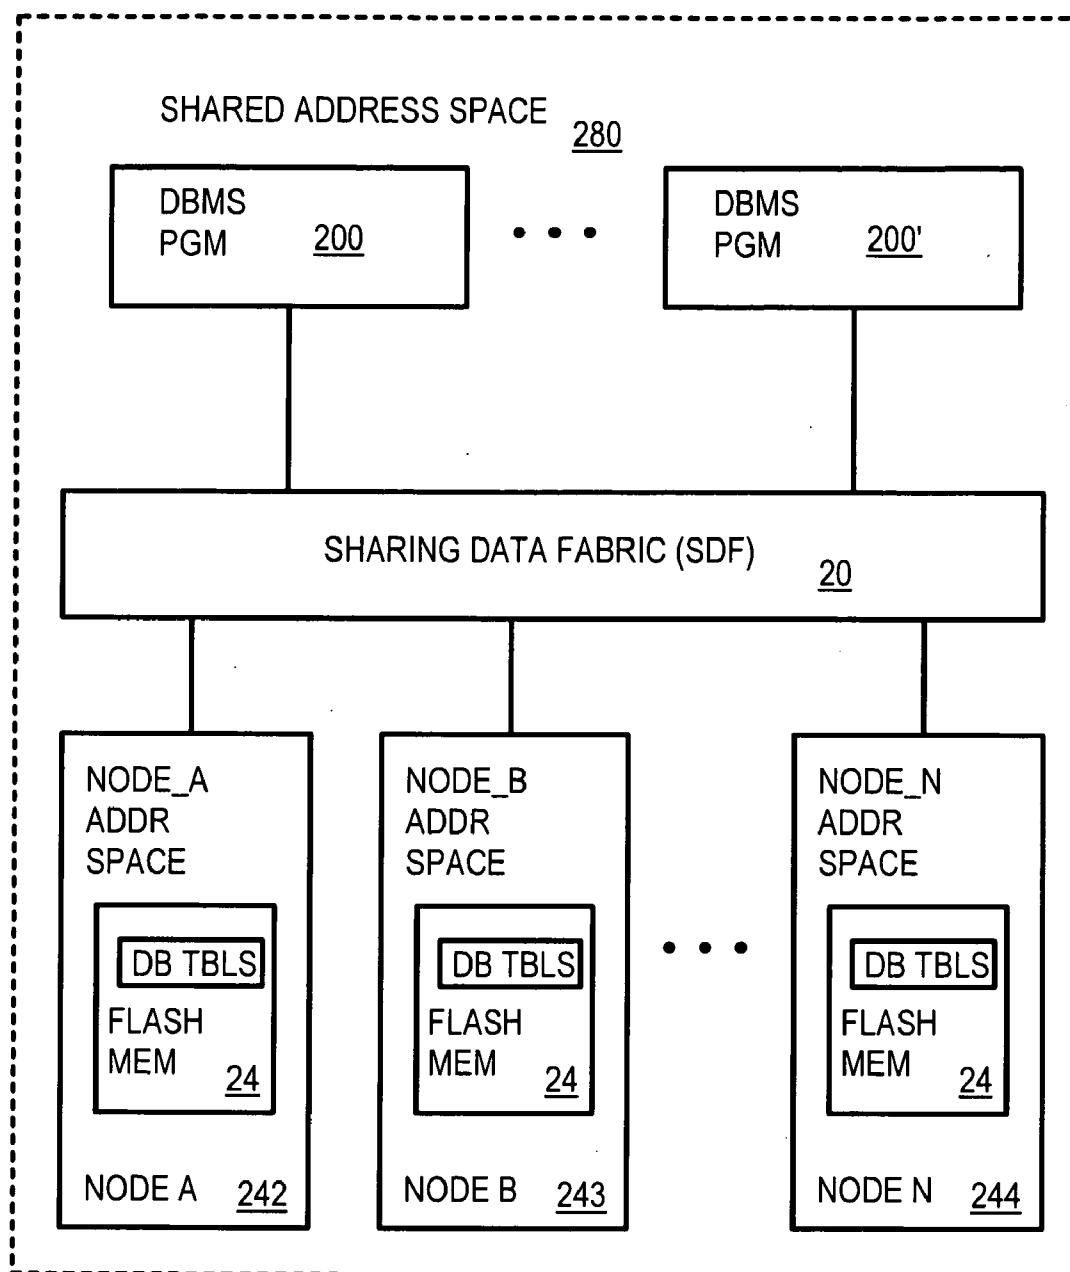 SHARED ADDRESS SPACE 280
DBMS
PGM 200
DBMS
PGM 200'
SHARING DATA FABRIC (SDF) 20
NODE_A
ADDR
SPACE
DB TBLS
FLASH
MEM 24
NODE A 242
NODE_B
ADDR
SPACE
DB TBLS
FLASH
MEM 24
NODE B 243
NODE_N
ADDR
SPACE
DB TBLS
FLASH
MEM 24
NODE N 244